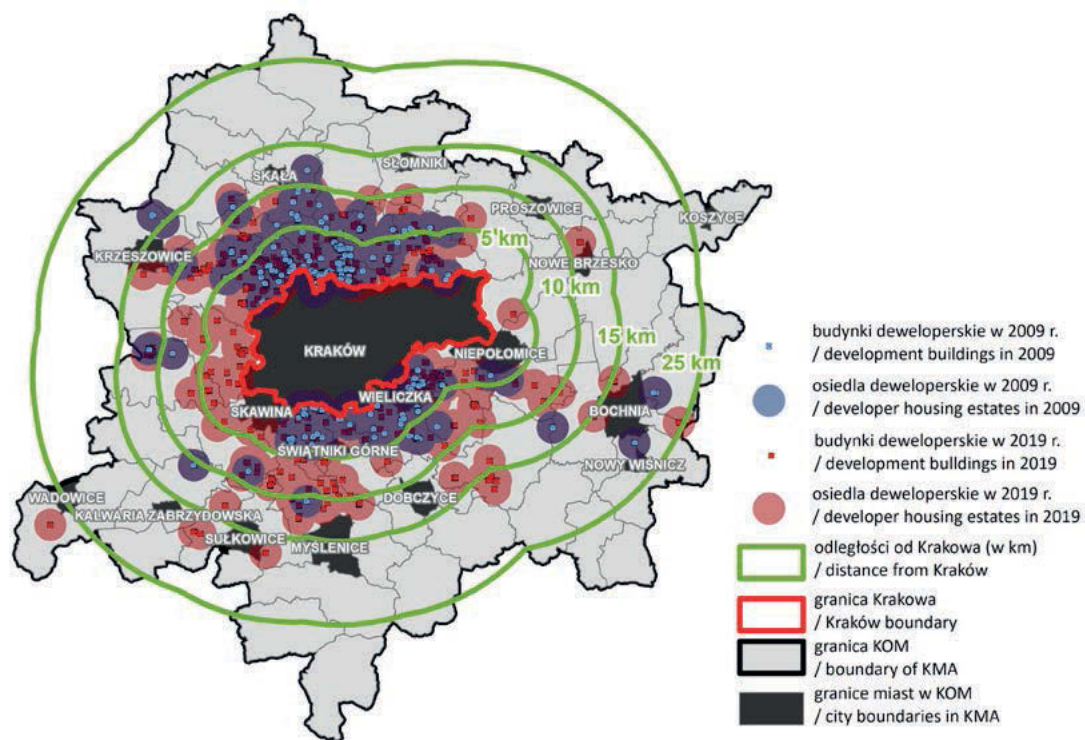 SŁOMNIKI
SKAŁA
PROSZOWICE
KOSZYCE
5 km
KRZESZOWICE
NOWE BRZESKO
10 km
15 km
25 km
KRAKÓW
NIEPOŁOMICE
WIELICZKA
SKAWINA
BOCHNIA
ŚWIĄTNIKI GÓRNE
NOWY WIŚNICZ
WADOWICE
DOBCZYCE
KALWARIA ZABRZYDOWSKA
SUŁKOWICE
MYŚLENICE
budynki deweloperskie w 2009 r.
/ development buildings in 2009
osiedla deweloperskie w 2009 r.
/ developer housing estates in 2009
budynki deweloperskie w 2019 r.
/ development buildings in 2019
osiedla deweloperskie w 2019 r.
/ developer housing estates in 2019
odległości od Krakowa (w km)
/ distance from Kraków
granica Krakowa
/ Kraków boundary
granica KOM
/ boundary of KMA
granice miast w KOM
/ city boundaries in KMA